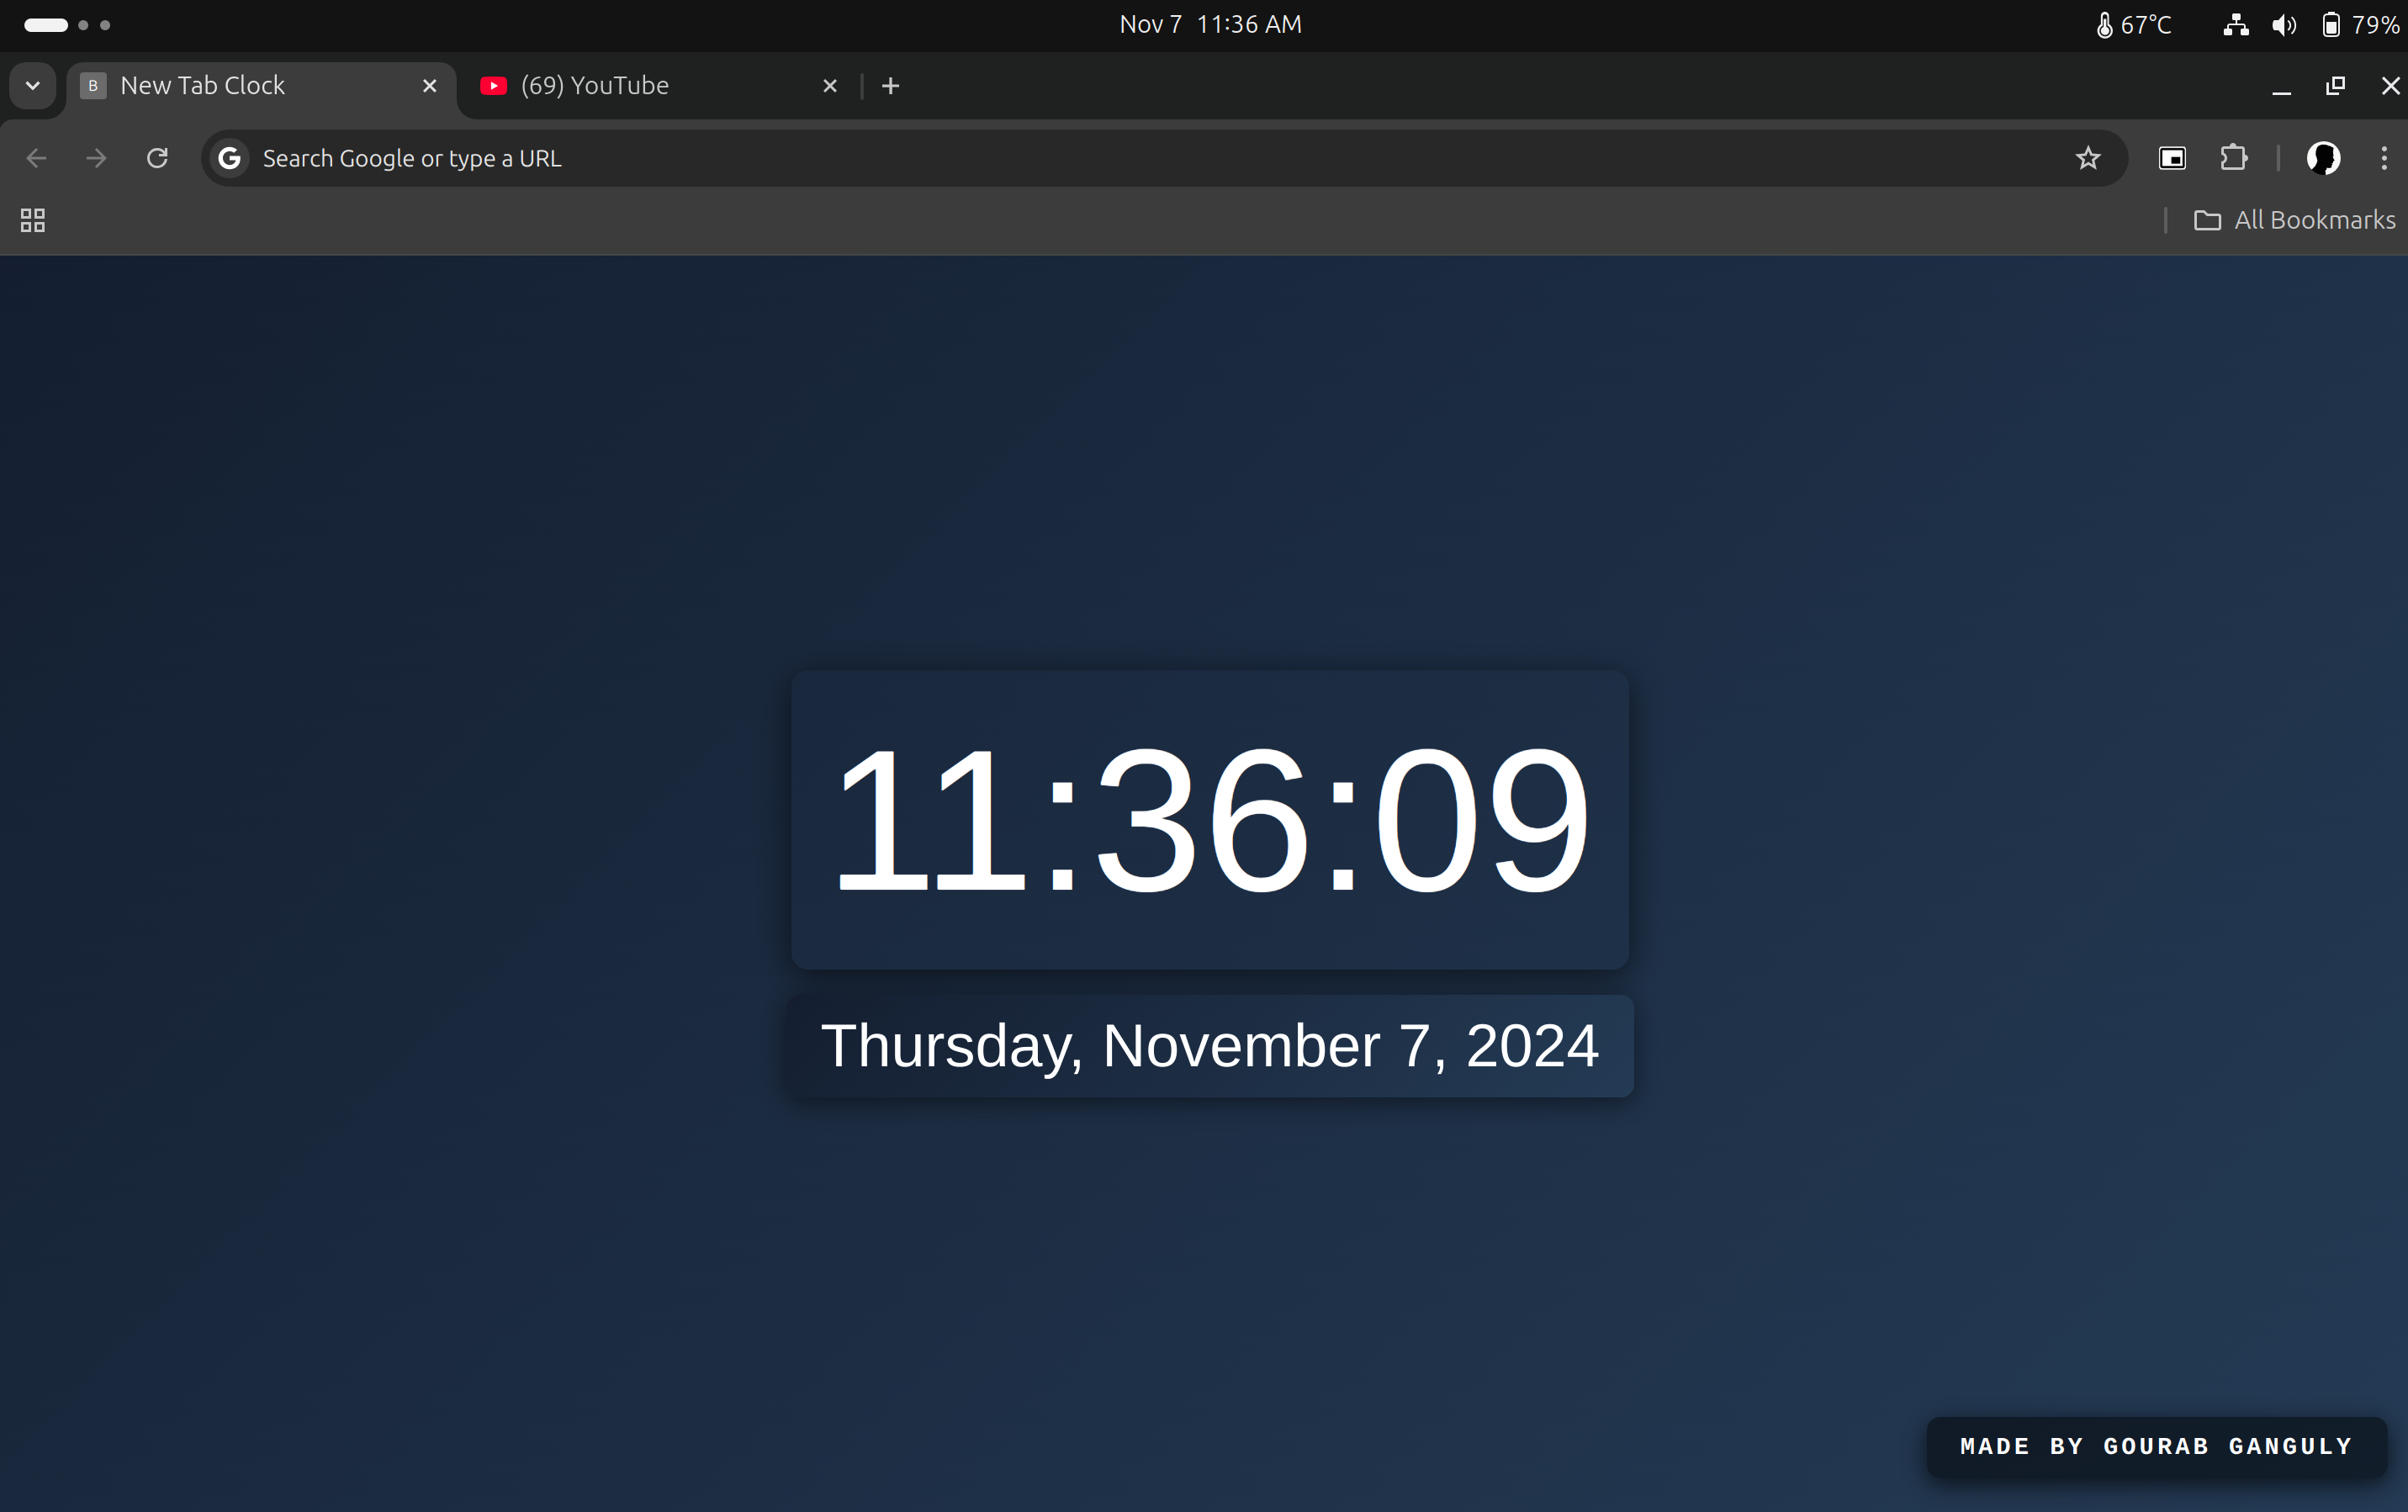 Nov 7 11:36 AM
67°C
79%
B New Tab Clock
(69) YouTube
G Search Google or type a URL
All Bookmarks
11:36:09
Thursday, November 7, 2024
MADE BY GOURAB GANGULY